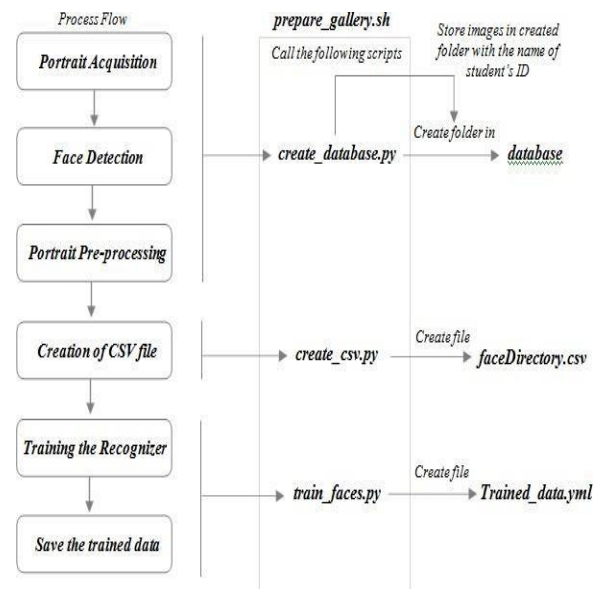 Process Flow
Portrait Acquisition
Face Detection
Portrait Pre-processing
Creation of CSV file
Training the Recognizer
Save the trained data
prepare_gallery.sh
Call the following scripts
Store images in created
folder with the name of
student's ID
create_database.py
Create folder in
database
create_csv.py
Create file
faceDirectory.csv
train_faces.py
Create file
Trained_data.yml